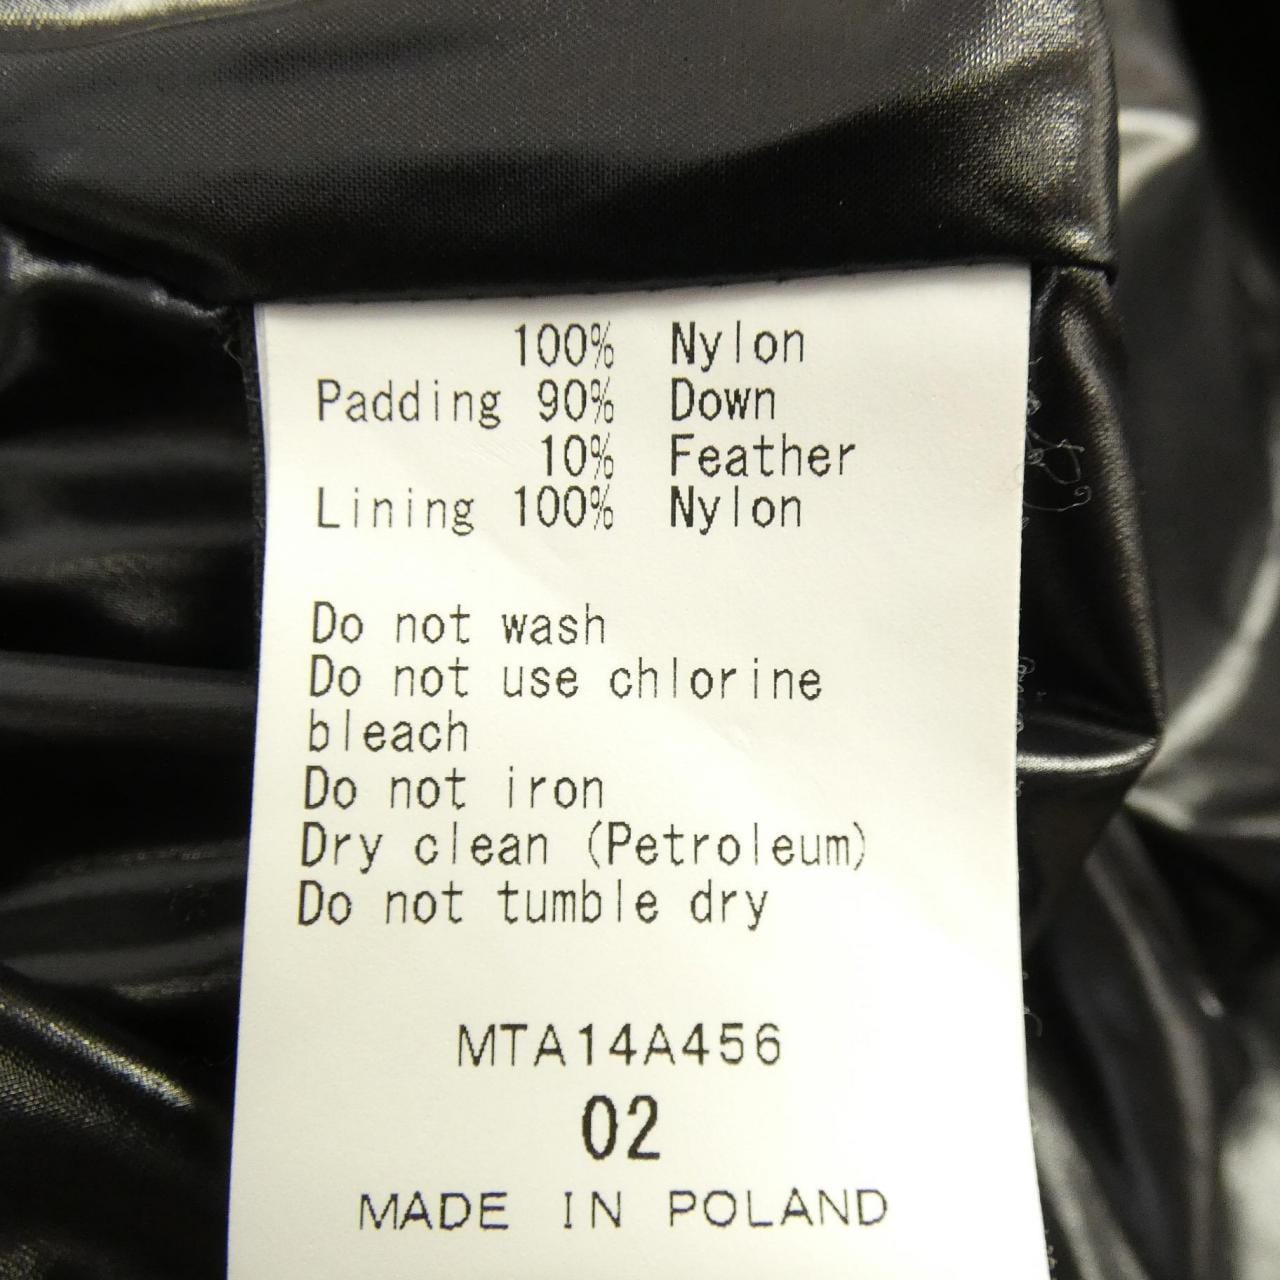 100% Nylon
Padding 90% Down
10% Feather
Lining 100% Nylon
Do not wash
Do not use chlorine
bleach
Do not iron
Dry clean (Petroleum)
Do not tumble dry
MTA14A456
02
MADE IN POLAND